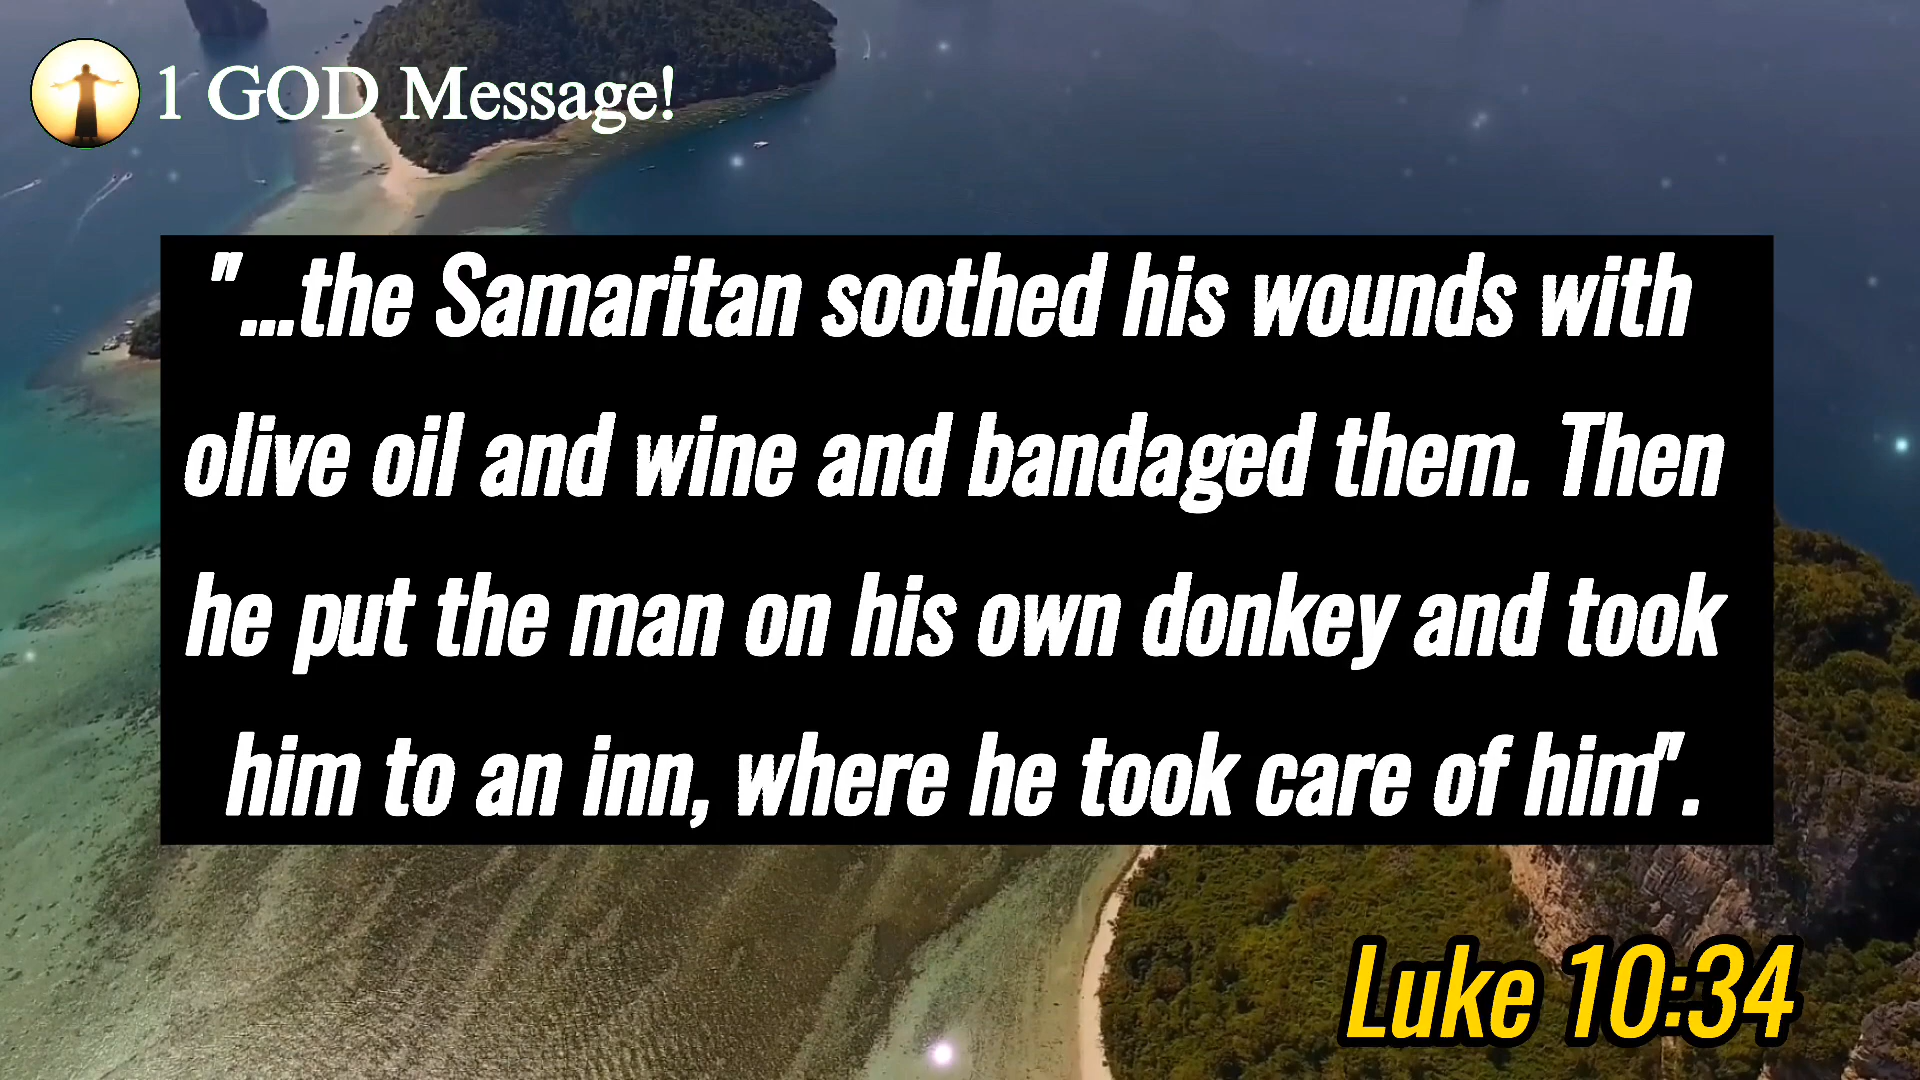 1 GOD Message!
"...the Samaritan soothed his wounds with
olive oil and wine and bandaged them. Then
he put the man on his own donkey and took
him to an inn, where he took care of him".
Luke 10:34